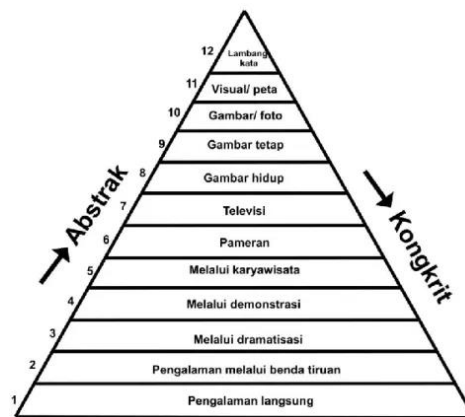 12
Lambang
kata
11
Visual/ peta
10
Gambar/ foto
9
Gambar tetap
8
Gambar hidup
7
Televisi
6
Pameran
5
Melalui karyawisata
4
Melalui demonstrasi
3
Melalui dramatisasi
2
Pengalaman melalui benda tiruan
1
Pengalaman langsung
Abstrak
Kongkrit